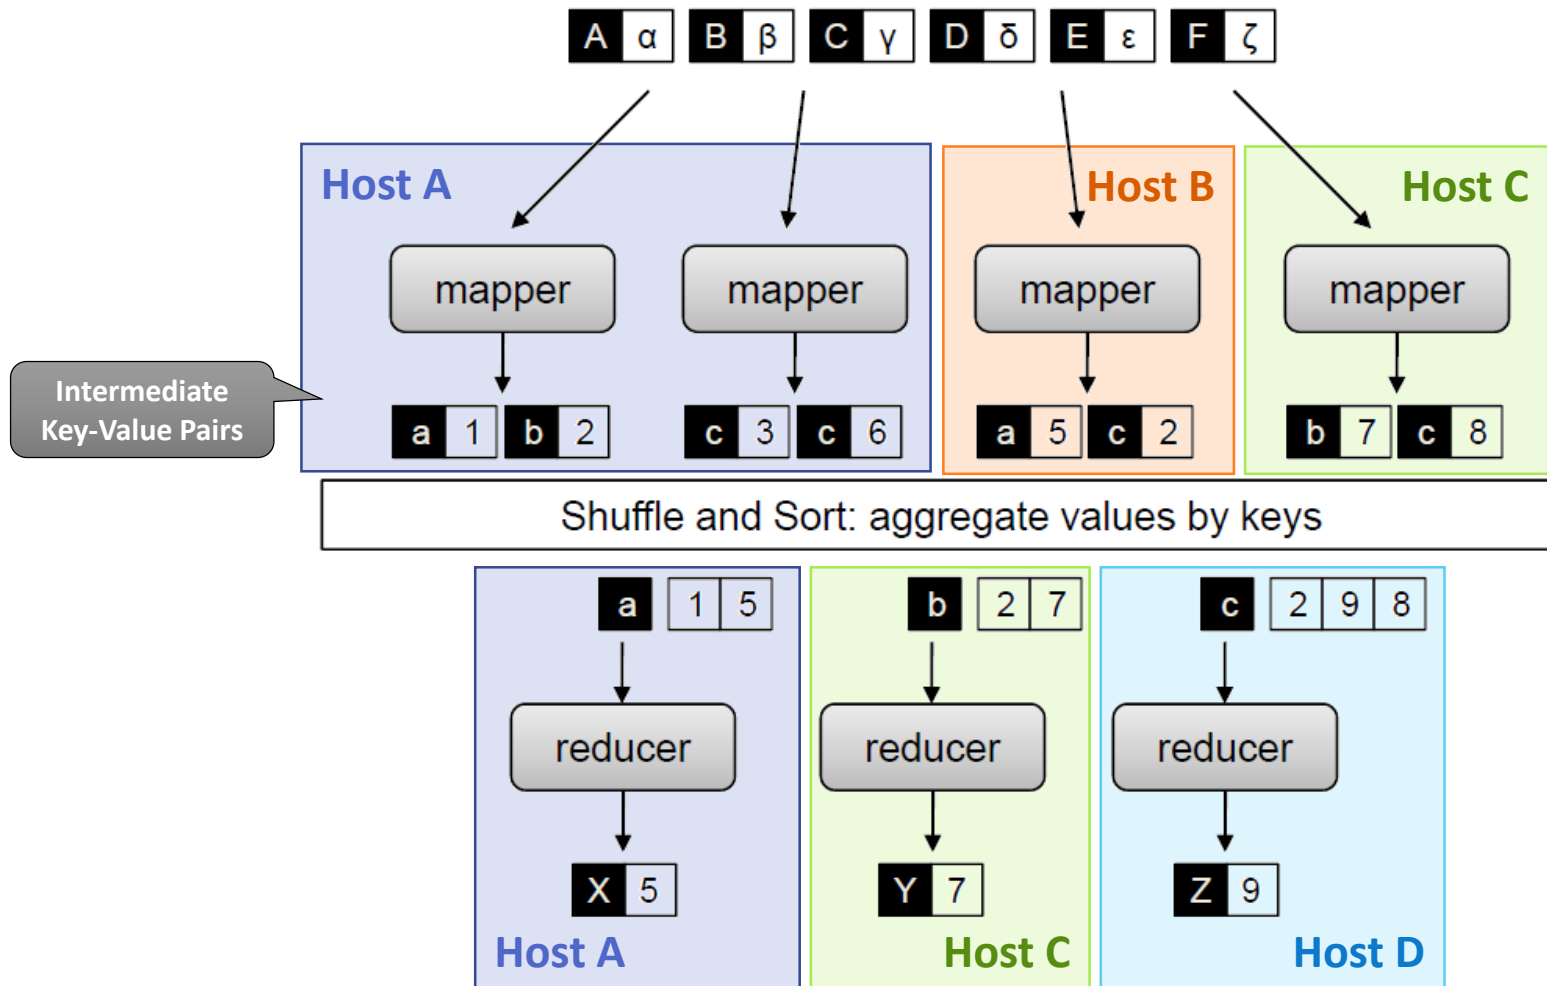 A α B β C γ D δ E ε F ζ
Host A
Host B
Host C
mapper mapper mapper mapper
Intermediate
Key-Value Pairs
a 1 b 2 c 3 c 6 a 5 c 2 b 7 c 8
Shuffle and Sort: aggregate values by keys
a 1 5 b 2 7 c 2 9 8
reducer reducer reducer
X 5 Y 7 Z 9
Host A
Host C
Host D